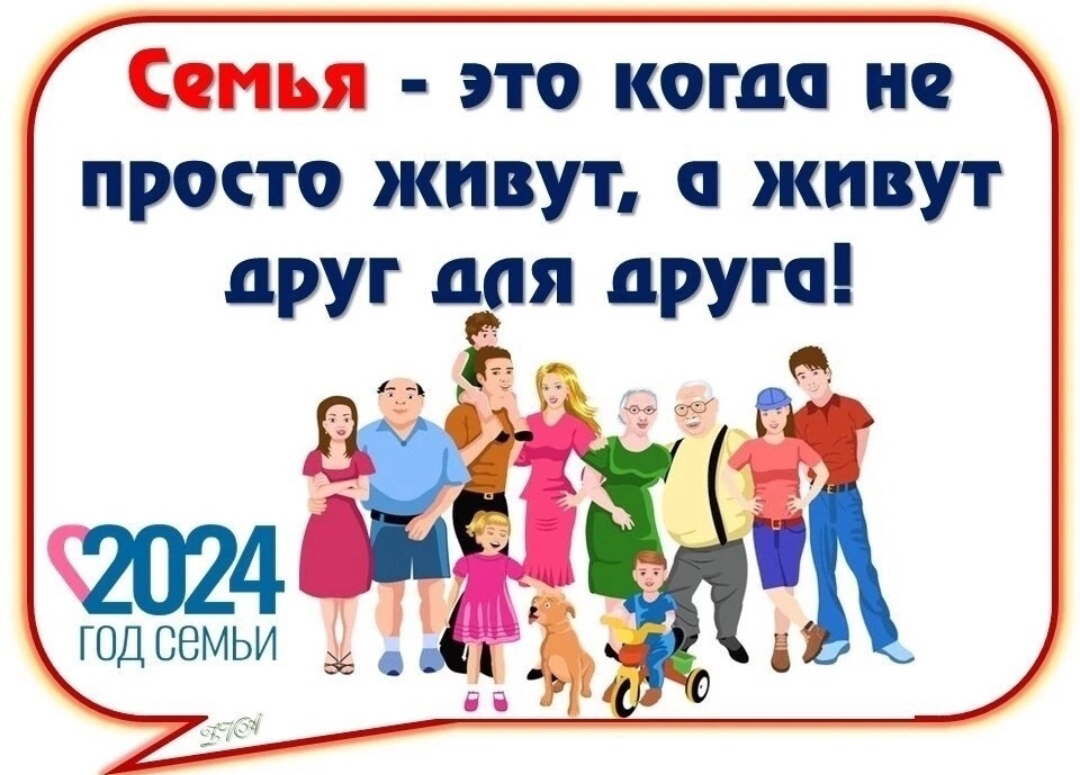 Семья - это когда не
просто живут, а живут
друг для друга!
2024
ГОД СЕМЬИ